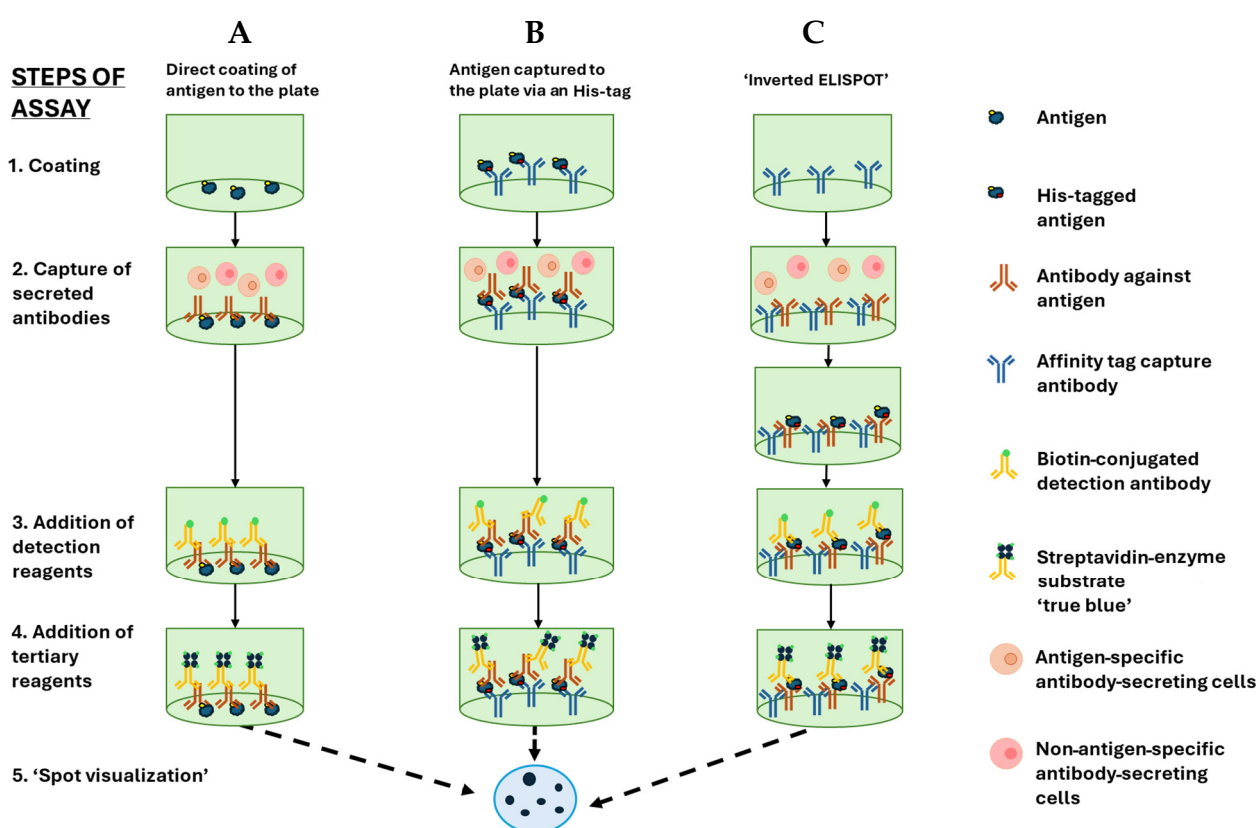 A
B
C
STEPS OF
ASSAY
Direct coating of
antigen to the plate
Antigen captured to
the plate via an His-tag
‘Inverted ELISPOT’
1. Coating
2. Capture of
secreted
antibodies
3. Addition of
detection
reagents
4. Addition of
tertiary
reagents
5. ‘Spot visualization’
Antigen
His-tagged
antigen
Antibody against
antigen
Affinity tag capture
antibody
Biotin-conjugated
detection antibody
Streptavidin-enzyme
substrate
‘true blue’
Antigen-specific
antibody-secreting cells
Non-antigen-specific
antibody-secreting
cells